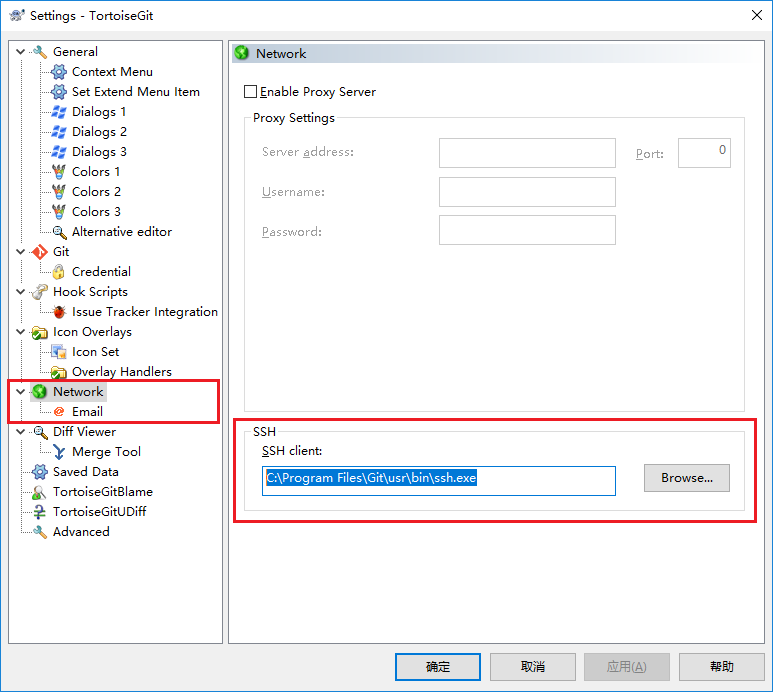 Settings - TortoiseGit
General
Context Menu
Set Extend Menu Item
Dialogs 1
Dialogs 2
Dialogs 3
Colors 1
Colors 2
Colors 3
Alternative editor
Git
Credential
Hook Scripts
Issue Tracker Integration
Icon Overlays
Icon Set
Overlay Handlers
Network
Email
Diff Viewer
Merge Tool
Saved Data
TortoiseGitBlame
TortoiseGitUDiff
Advanced
Network
Enable Proxy Server
Proxy Settings
Server address: Port: 0
Username:
Password:
SSH
SSH client:
C:\Program Files\Git\usr\bin\ssh.exe Browse...
确定 取消 应用(A) 帮助